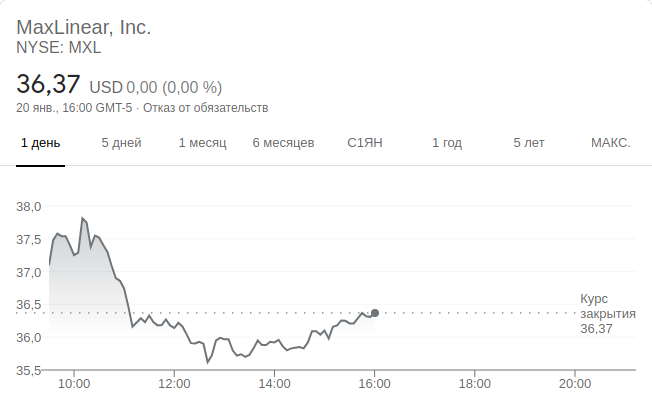 MaxLinear, Inc.
NYSE: MXL
36,37 USD 0,00 (0,00 %)
20 янв., 16:00 GMT-5 · Отказ от обязательств
1 день 5 дней 1 месяц 6 месяцев С1ЯН 1 год 5 лет МАКС.
38,0
37,5
37,0
36,5
36,0
35,5
Курс
закрытия
36,37
10:00 12:00 14:00 16:00 18:00 20:00